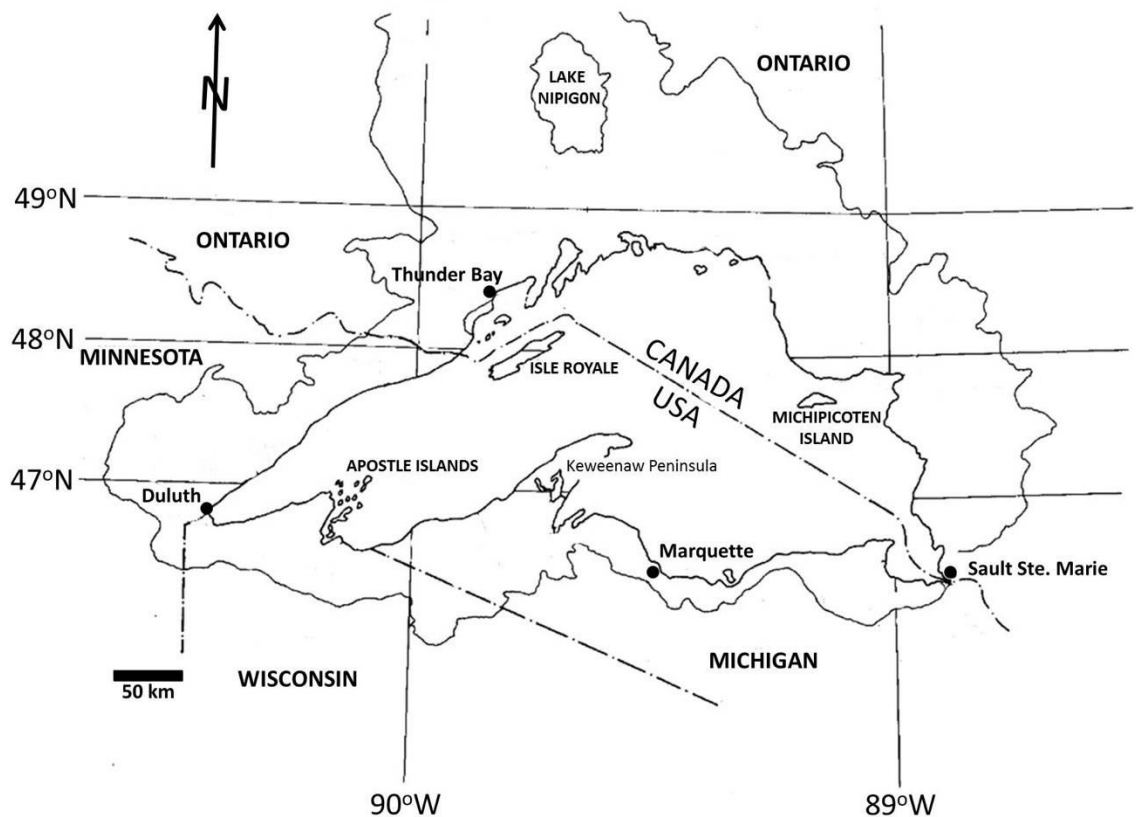 N
LAKE
NIPIG0N
ONTARIO
49°N
ONTARIO
Thunder Bay
48°N
MINNESOTA
ISLE ROYALE
CANADA
USA
MICHIPICOTEN
ISLAND
47°N
APOSTLE ISLANDS
Keweenaw Peninsula
Duluth
Marquette
Sault Ste. Marie
50 km
WISCONSIN
MICHIGAN
90°W
89°W